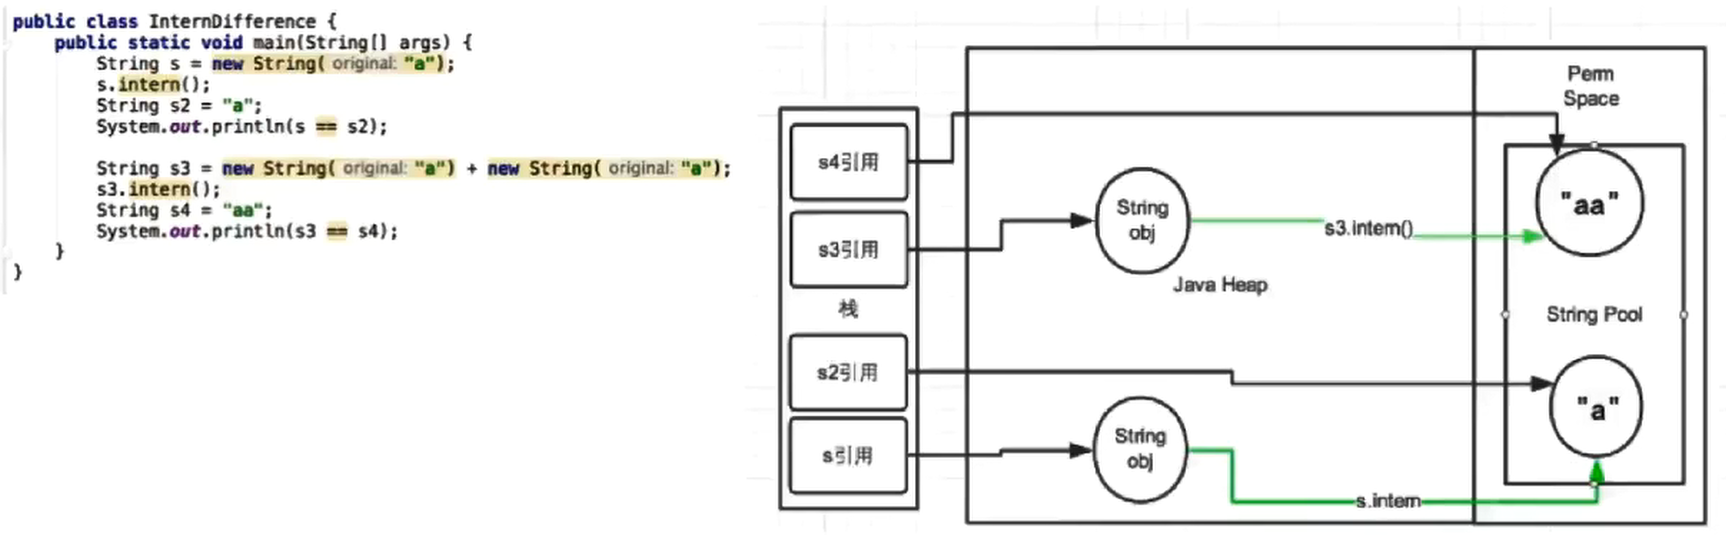 public class InternDifference {
public static void main(String[] args) {
String s = new String( original: "a");
s.intern();
String s2 = "a";
System.out.println(s == s2);
String s3 = new String( original: "a") + new String( original: "a");
s3.intern();
String s4 = "aa";
System.out.println(s3 == s4);
}
}
s4引用
s3引用
栈
s2引用
s引用
String
obj
s3.intern()
Java Heap
String
obj
s.intern
Perm
Space
"aa"
String Pool
"a"